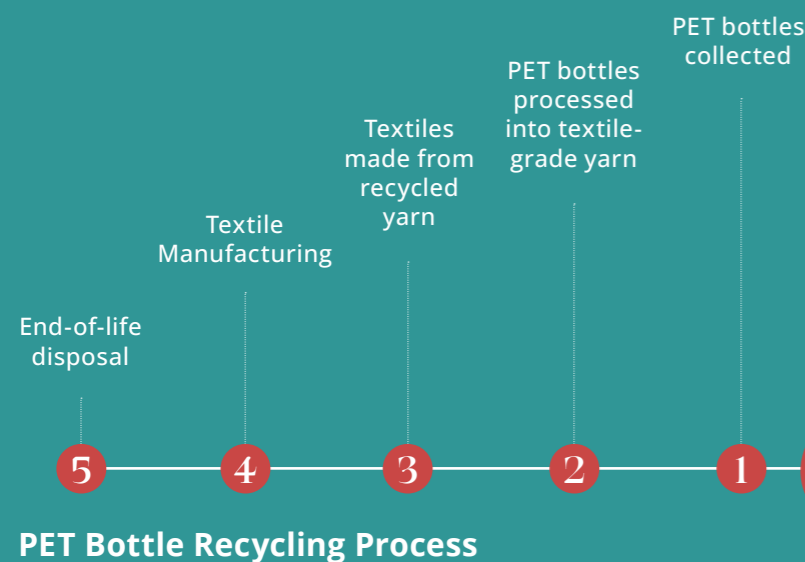 PET bottles
collected
PET bottles
processed
into textile-
grade yarn
Textiles
made from
recycled
yarn
Textile
Manufacturing
End-of-life
disposal
5
4
3
2
1
PET Bottle Recycling Process